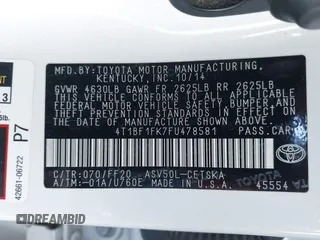 MFD BY: TOYOTA MOTOR MANUFACTURING,
KENTUCKY, INC. 10/14
GVWR 4630LB GAWR FR 2625LB RR 2625LB
THIS VEHICLE CONFORMS TO ALL APPLICABLE
FEDERAL MOTOR VEHICLE SAFETY, BUMPER, AND
THEFT PREVENTION STANDARDS IN EFFECT ON
THE DATE OF MANUFACTURE SHOWN ABOVE.
4T1BF1FK7FU478581
PASS. CAR
C/TR: 070/FF20 ASV50L-CETSKA
A/TM: -01A/U760E MADE IN U.S.A.
45554
TOYOTA
P7
42661-06722
3
DREAMBID